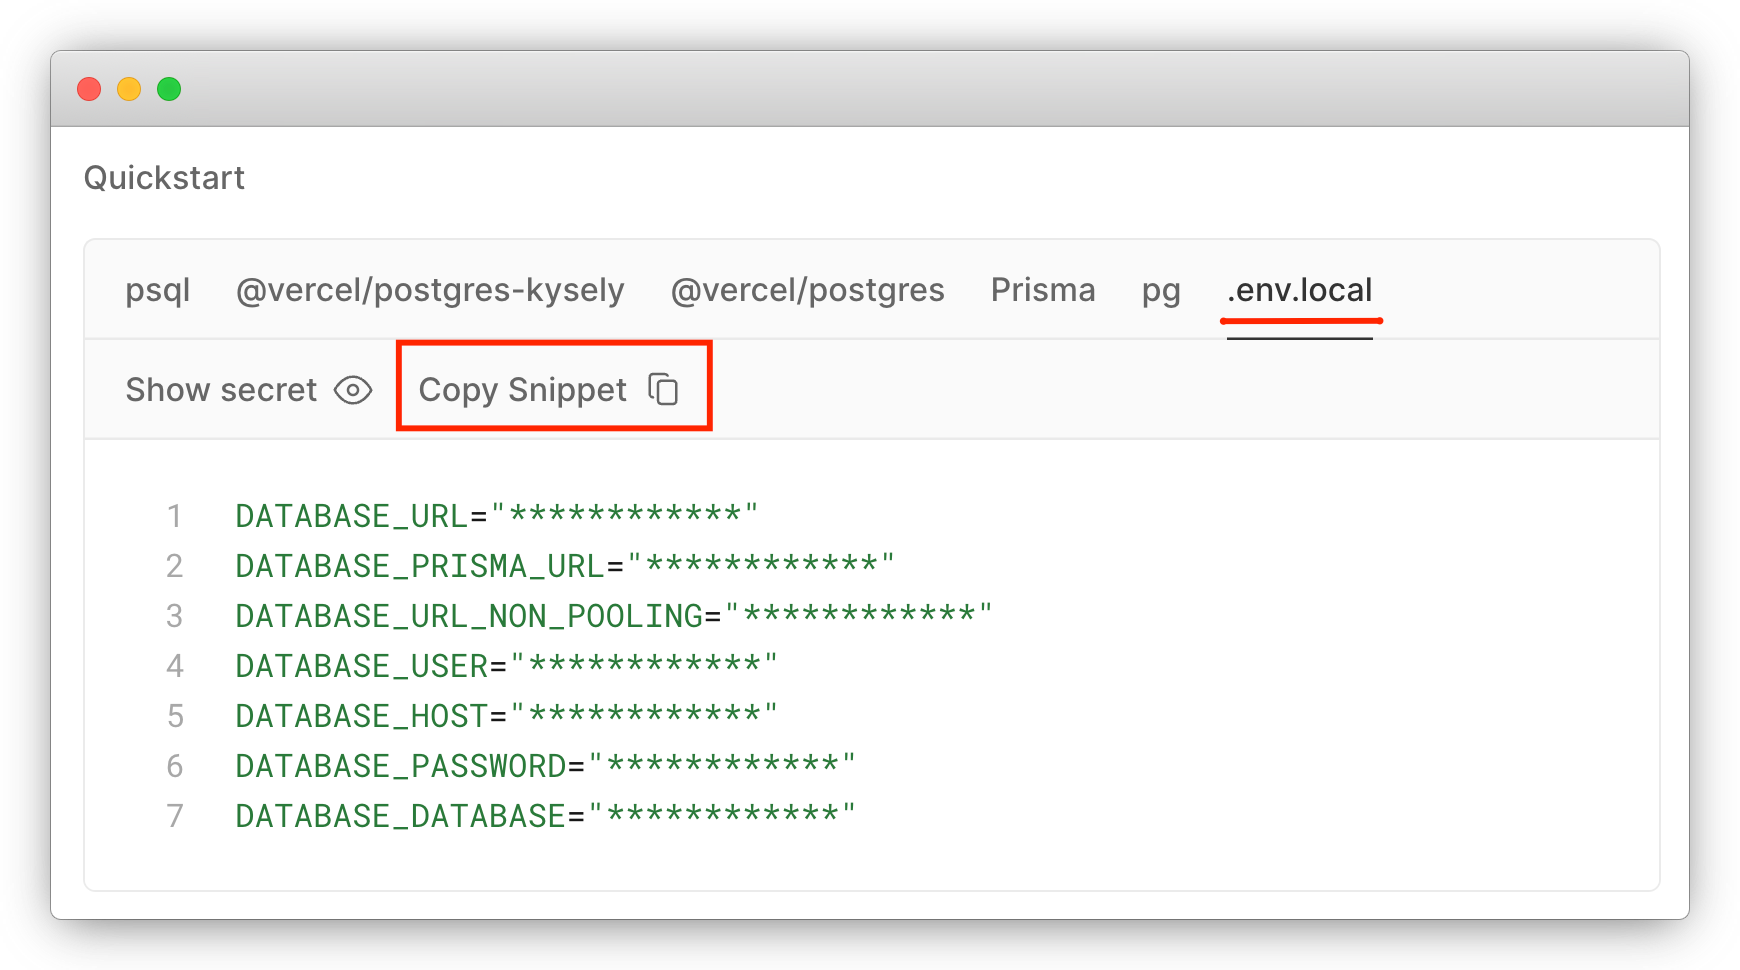 Quickstart
psql @vercel/postgres-kysely @vercel/postgres Prisma pg .env.local
Show secret Copy Snippet
1 DATABASE_URL="************"
2 DATABASE_PRISMA_URL="************"
3 DATABASE_URL_NON_POOLING="************"
4 DATABASE_USER="************"
5 DATABASE_HOST="************"
6 DATABASE_PASSWORD="************"
7 DATABASE_DATABASE="************"